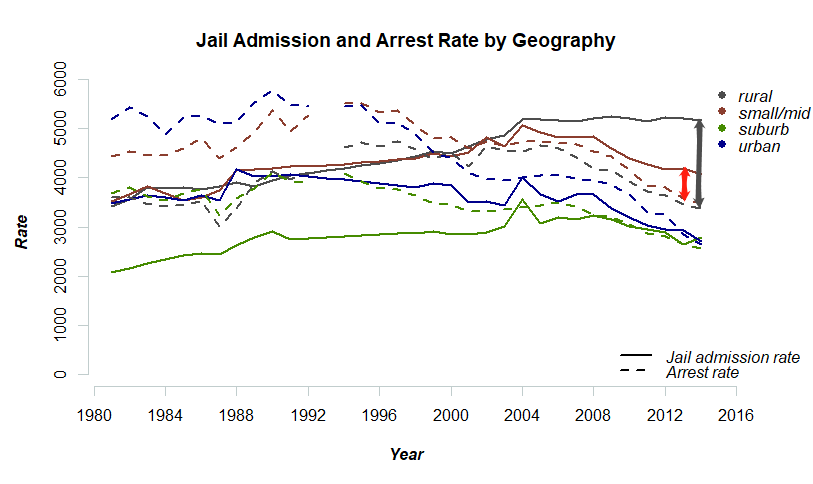 Jail Admission and Arrest Rate by Geography
6000
5000
4000
3000
2000
1000
0
Rate
rural
small/mid
suburb
urban
Jail admission rate
Arrest rate
1980 1984 1988 1992 1996 2000 2004 2008 2012 2016
Year